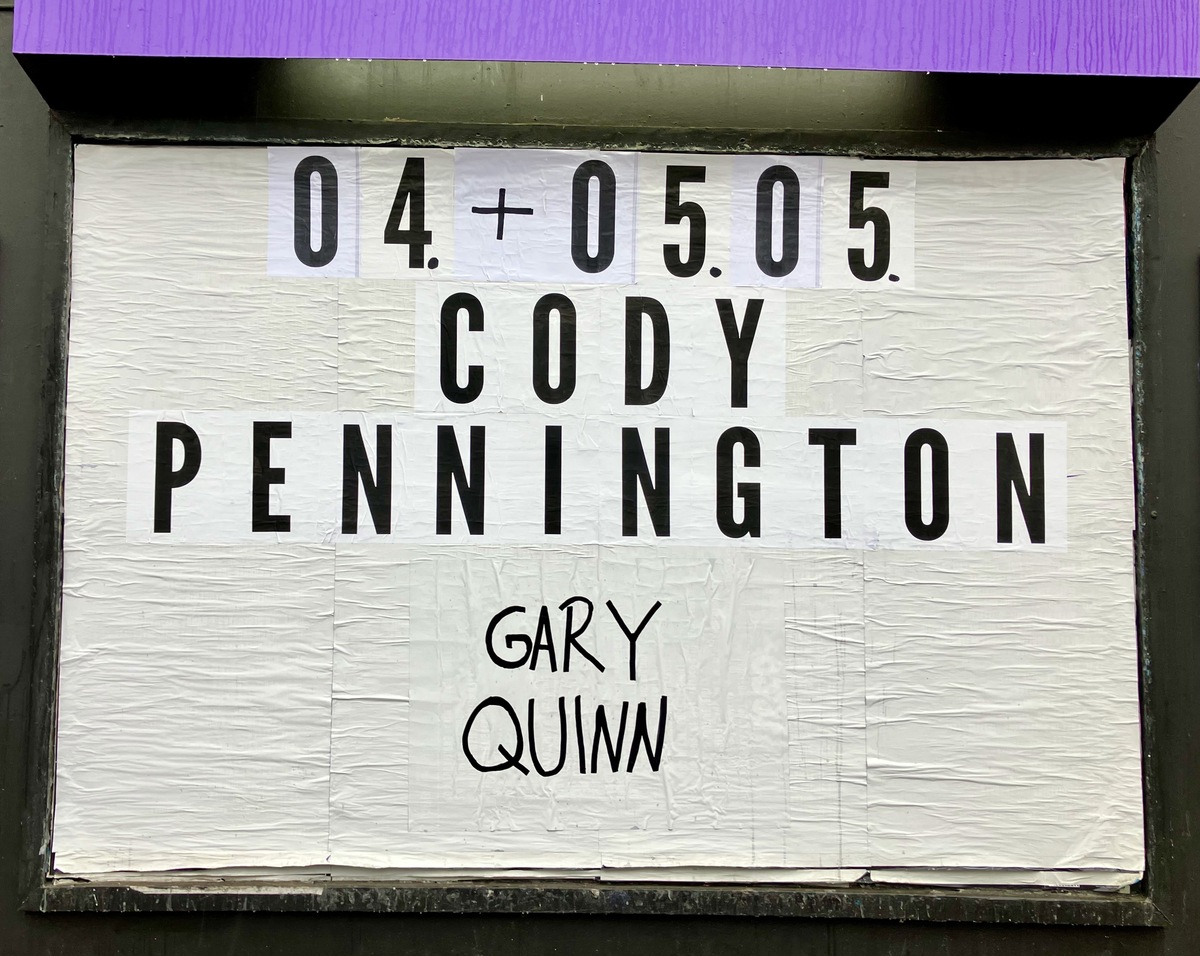 04.+05.05.
CODY
PENNINGTON
GARY
QUINN